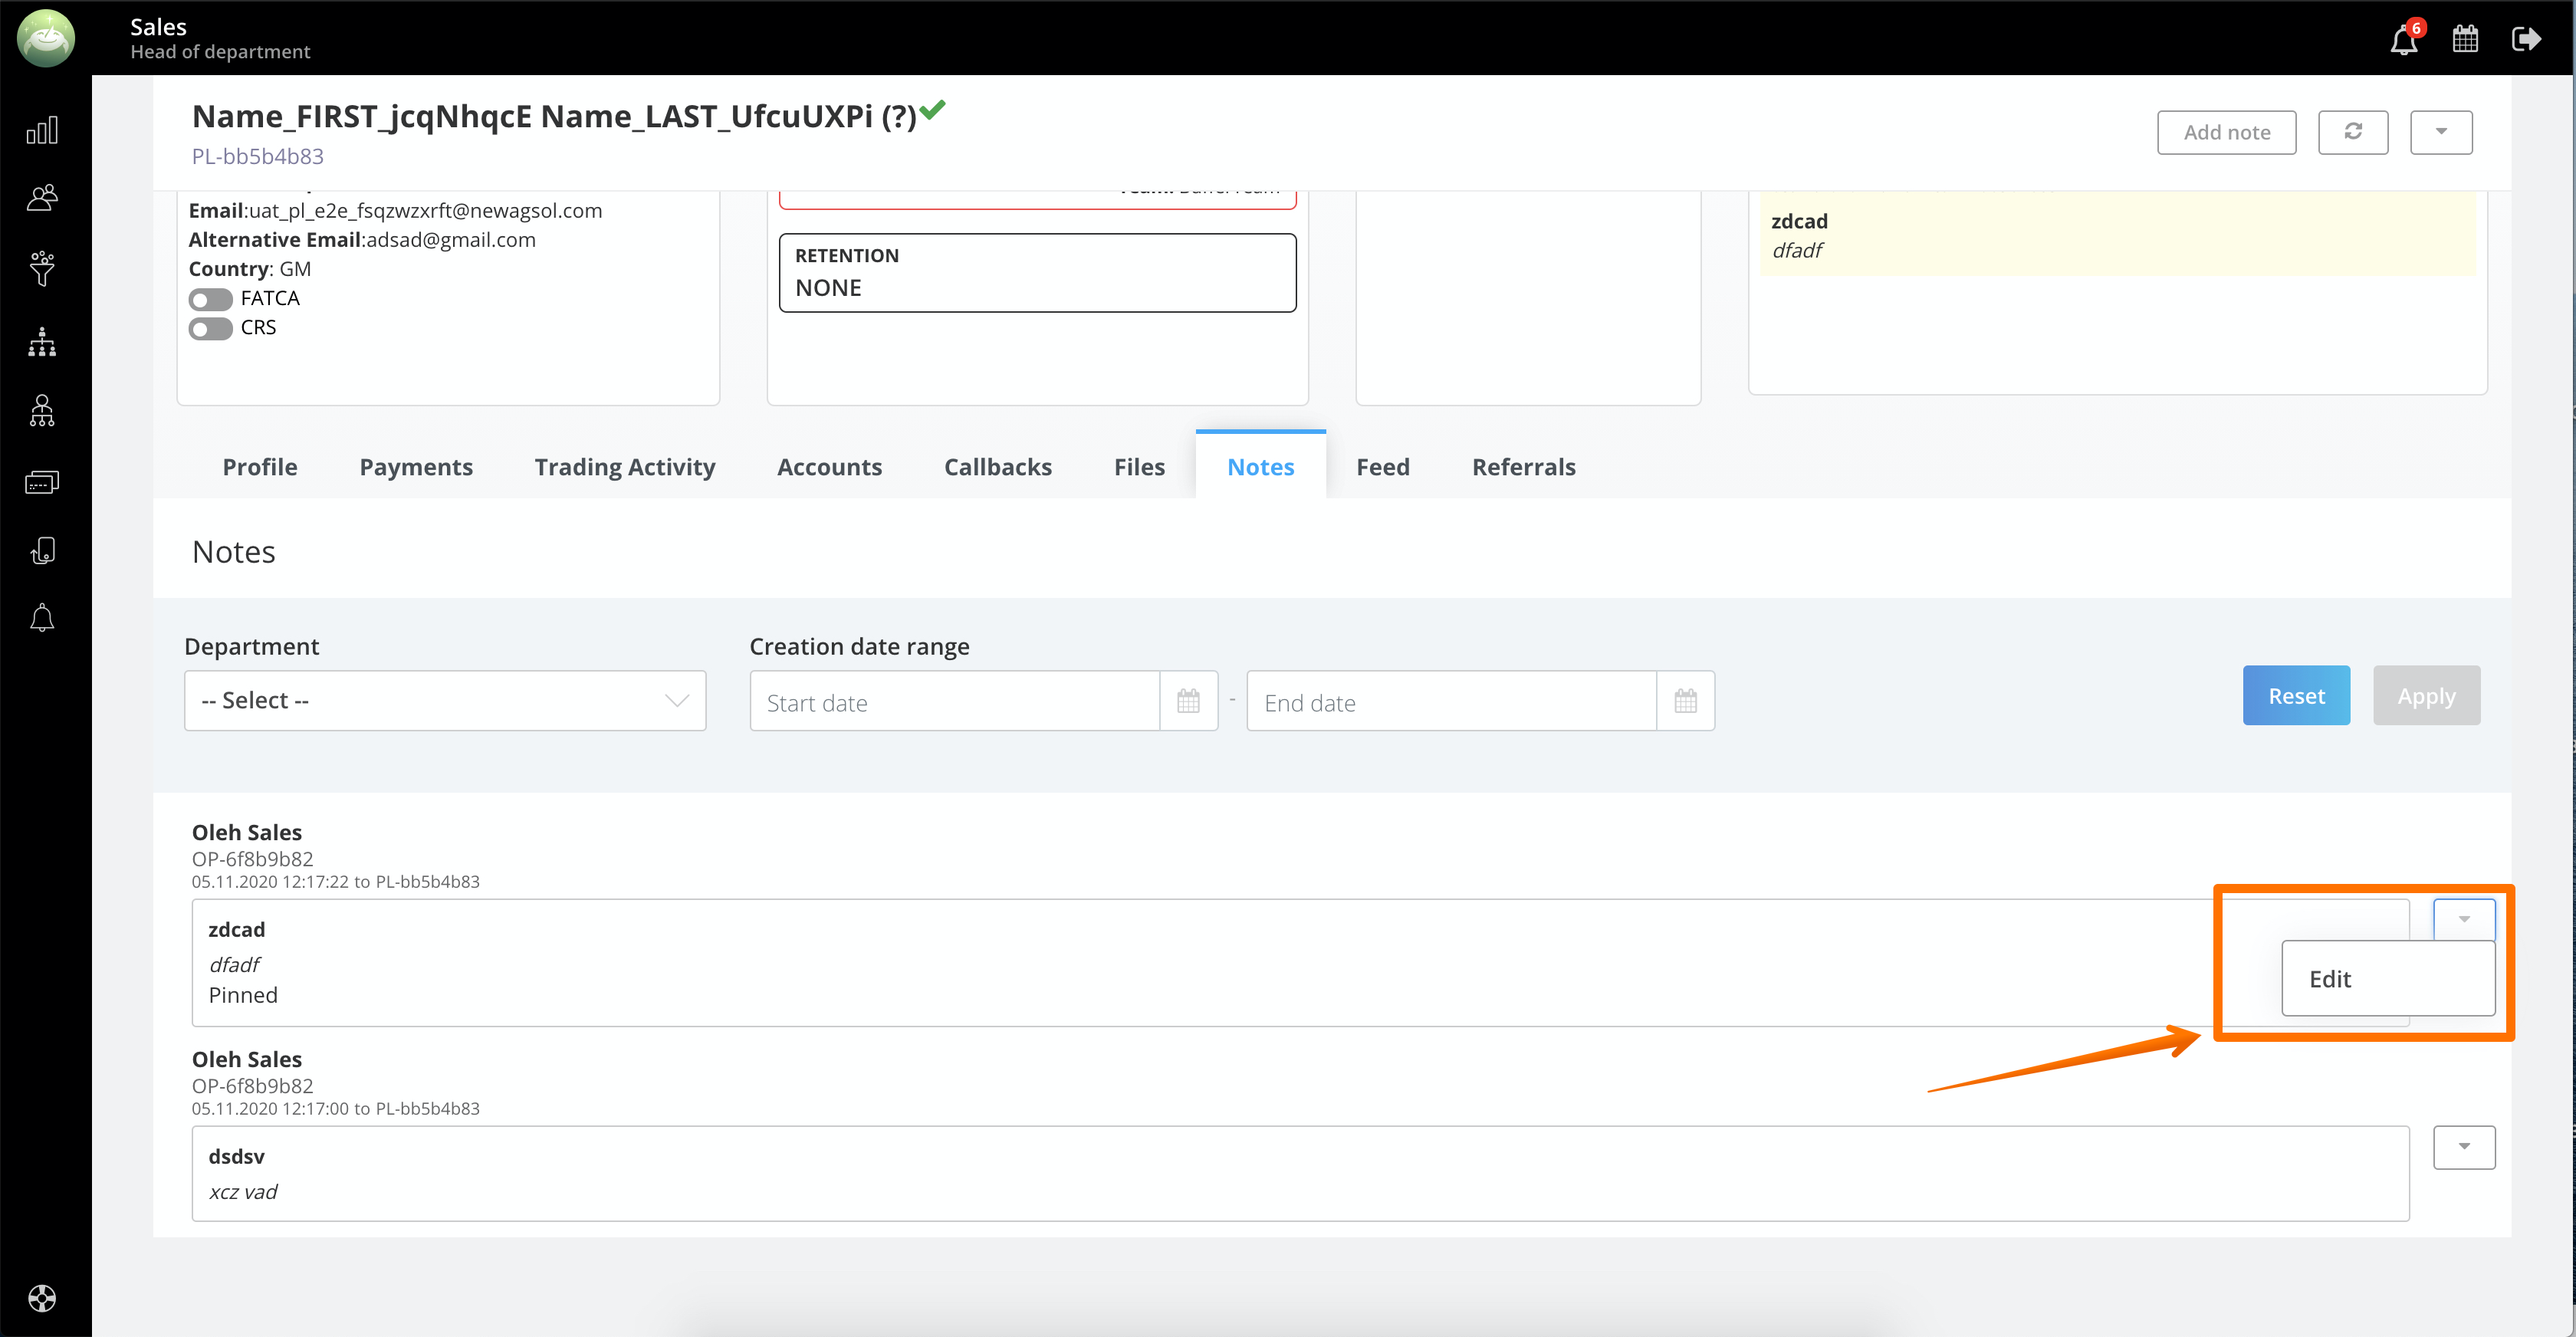 Sales
Head of department
6
Name_FIRST_jcqNhqcE Name_LAST_UfcuUXPi (?)
PL-bb5b4b83
Add note
Email:uat_pl_e2e_fsqzwzxrft@newagsol.com
Alternative Email:adsad@gmail.com
Country: GM
FATCA
CRS
RETENTION
NONE
zdcad
dfadf
Profile
Payments
Trading Activity
Accounts
Callbacks
Files
Notes
Feed
Referrals
Notes
Department
-- Select --
Creation date range
Start date
-
End date
Reset
Apply
Oleh Sales
OP-6f8b9b82
05.11.2020 12:17:22 to PL-bb5b4b83
zdcad
dfadf
Pinned
Edit
Oleh Sales
OP-6f8b9b82
05.11.2020 12:17:00 to PL-bb5b4b83
dsdsv
xcz vad